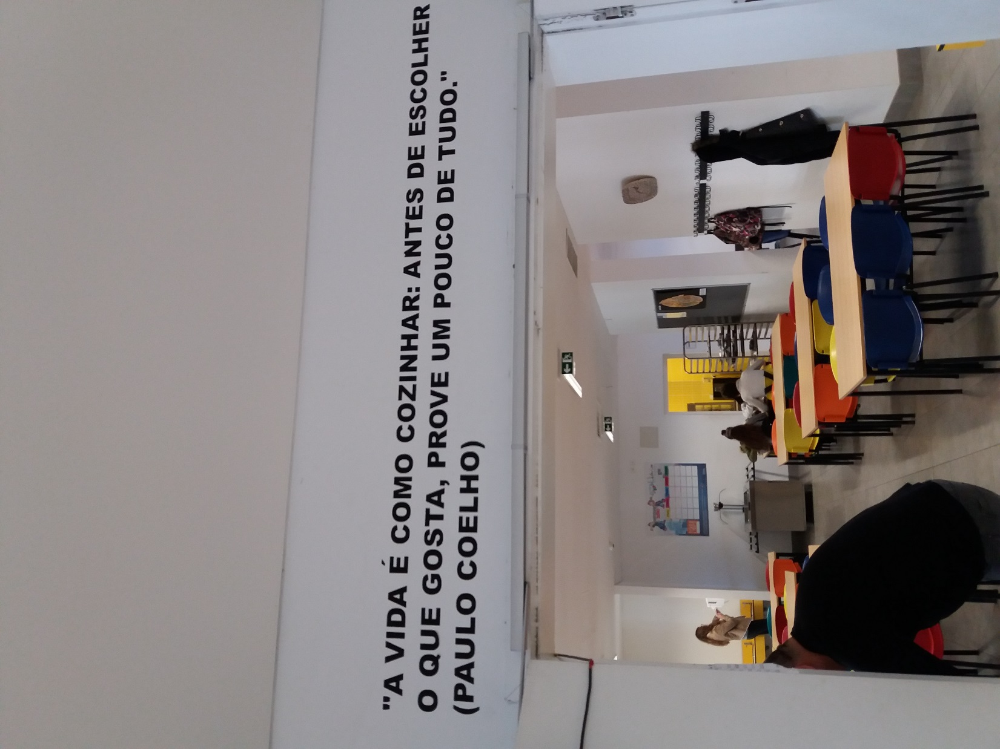 "A VIDA É COMO COZINHAR: ANTES DE ESCOLHER
O QUE GOSTA, PROVE UM POUCO DE TUDO."
(PAULO COELHO)